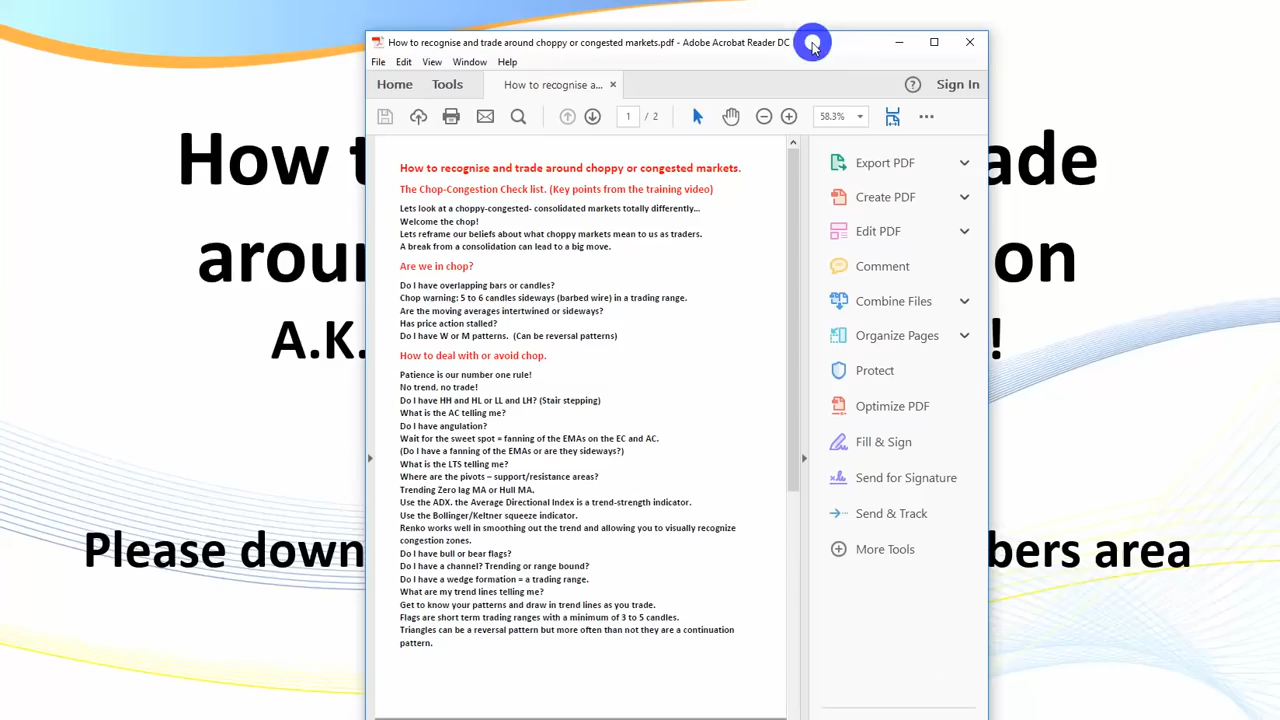 How to recognise and trade around choppy or congested markets.pdf - Adobe Acrobat Reader DC
File Edit View Window Help
Home Tools How to recognise a... × Sign In
1 / 2 58.3%
How t ade
arou on
A.K. !
Please down bers area
How to recognise and trade around choppy or congested markets.
The Chop-Congestion Check list. (Key points from the training video)
Lets look at a choppy-congested- consolidated markets totally differently...
Welcome the chop!
Lets reframe our beliefs about what choppy markets mean to us as traders.
A break from a consolidation can lead to a big move.
Are we in chop?
Do I have overlapping bars or candles?
Chop warning: 5 to 6 candles sideways (barbed wire) in a trading range.
Are the moving averages intertwined or sideways?
Has price action stalled?
Do I have W or M patterns. (Can be reversal patterns)
How to deal with or avoid chop.
Patience is our number one rule!
No trend, no trade!
Do I have HH and HL or LL and LH? (Stair stepping)
What is the AC telling me?
Do I have angulation?
Wait for the sweet spot = fanning of the EMAs on the EC and AC.
(Do I have a fanning of the EMAs or are they sideways?)
What is the LTS telling me?
Where are the pivots – support/resistance areas?
Trending Zero lag MA or Hull MA.
Use the ADX. the Average Directional Index is a trend-strength indicator.
Use the Bollinger/Keltner squeeze indicator.
Renko works well in smoothing out the trend and allowing you to visually recognize
congestion zones.
Do I have bull or bear flags?
Do I have a channel? Trending or range bound?
Do I have a wedge formation = a trading range.
What are my trend lines telling me?
Get to know your patterns and draw in trend lines as you trade.
Flags are short term trading ranges with a minimum of 3 to 5 candles.
Triangles can be a reversal pattern but more often than not they are a continuation
pattern.
Export PDF
Create PDF
Edit PDF
Comment
Combine Files
Organize Pages
Protect
Optimize PDF
Fill & Sign
Send for Signature
Send & Track
More Tools